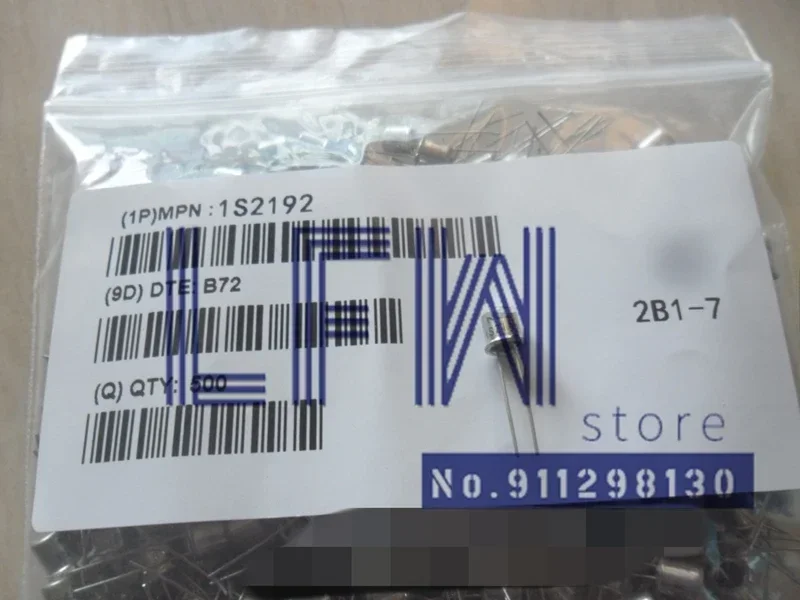 (1P)MPN : 1S2192
(9D) DTE: B72
2B1-7
(Q) QTY: 500
LFW
store
No.911298130